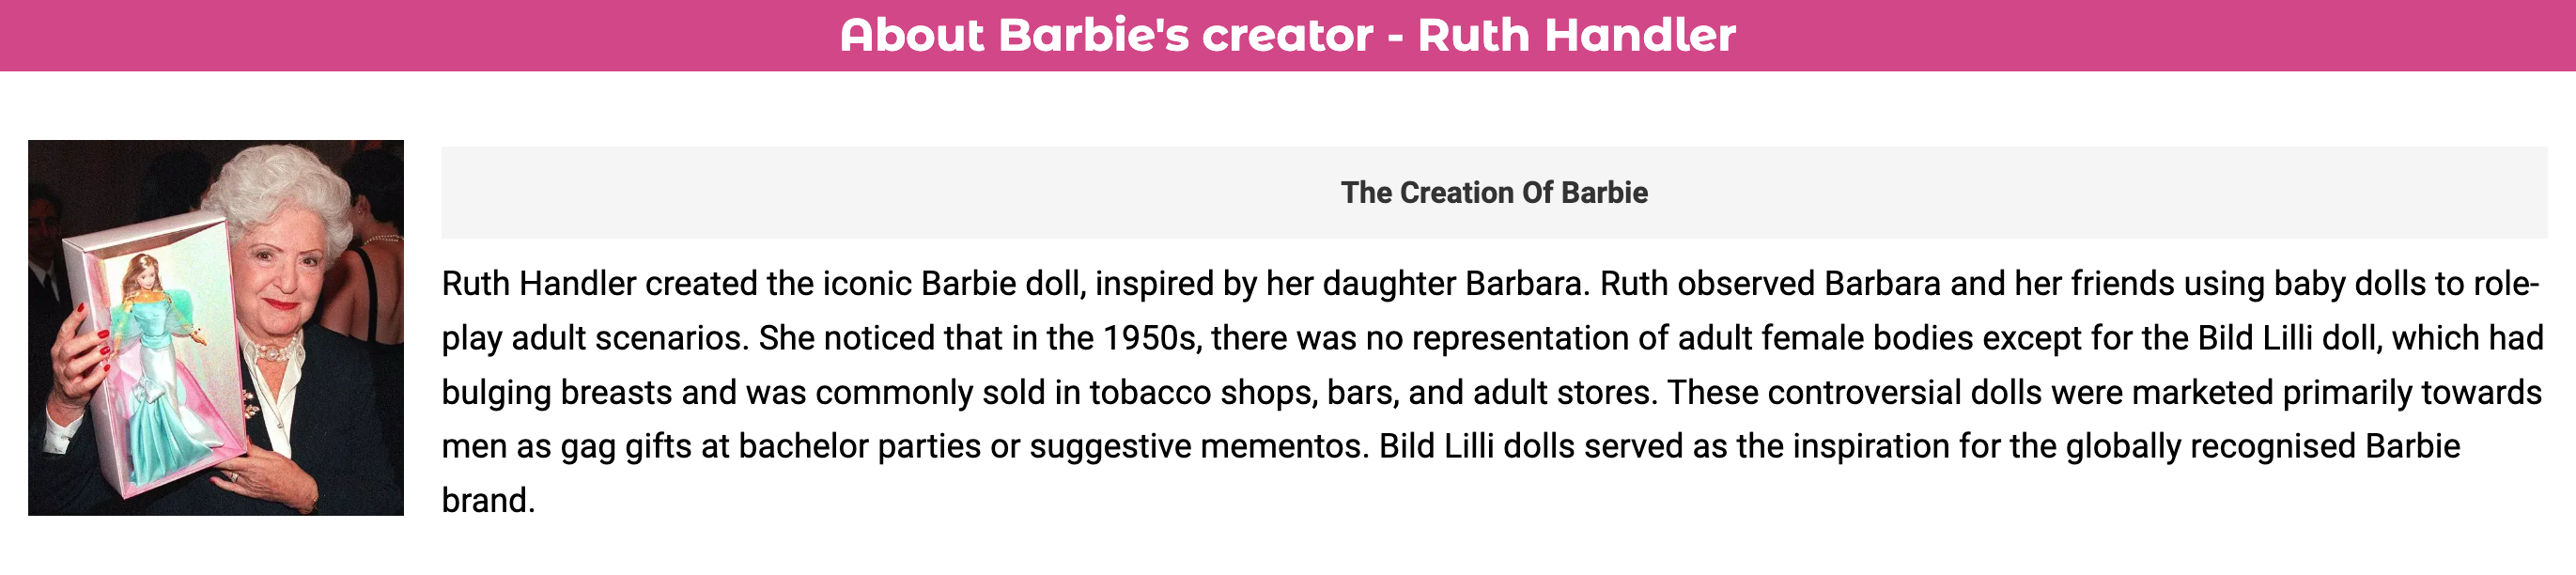 About Barbie's creator - Ruth Handler
The Creation Of Barbie
Ruth Handler created the iconic Barbie doll, inspired by her daughter Barbara. Ruth observed Barbara and her friends using baby dolls to role-
play adult scenarios. She noticed that in the 1950s, there was no representation of adult female bodies except for the Bild Lilli doll, which had
bulging breasts and was commonly sold in tobacco shops, bars, and adult stores. These controversial dolls were marketed primarily towards
men as gag gifts at bachelor parties or suggestive mementos. Bild Lilli dolls served as the inspiration for the globally recognised Barbie
brand.